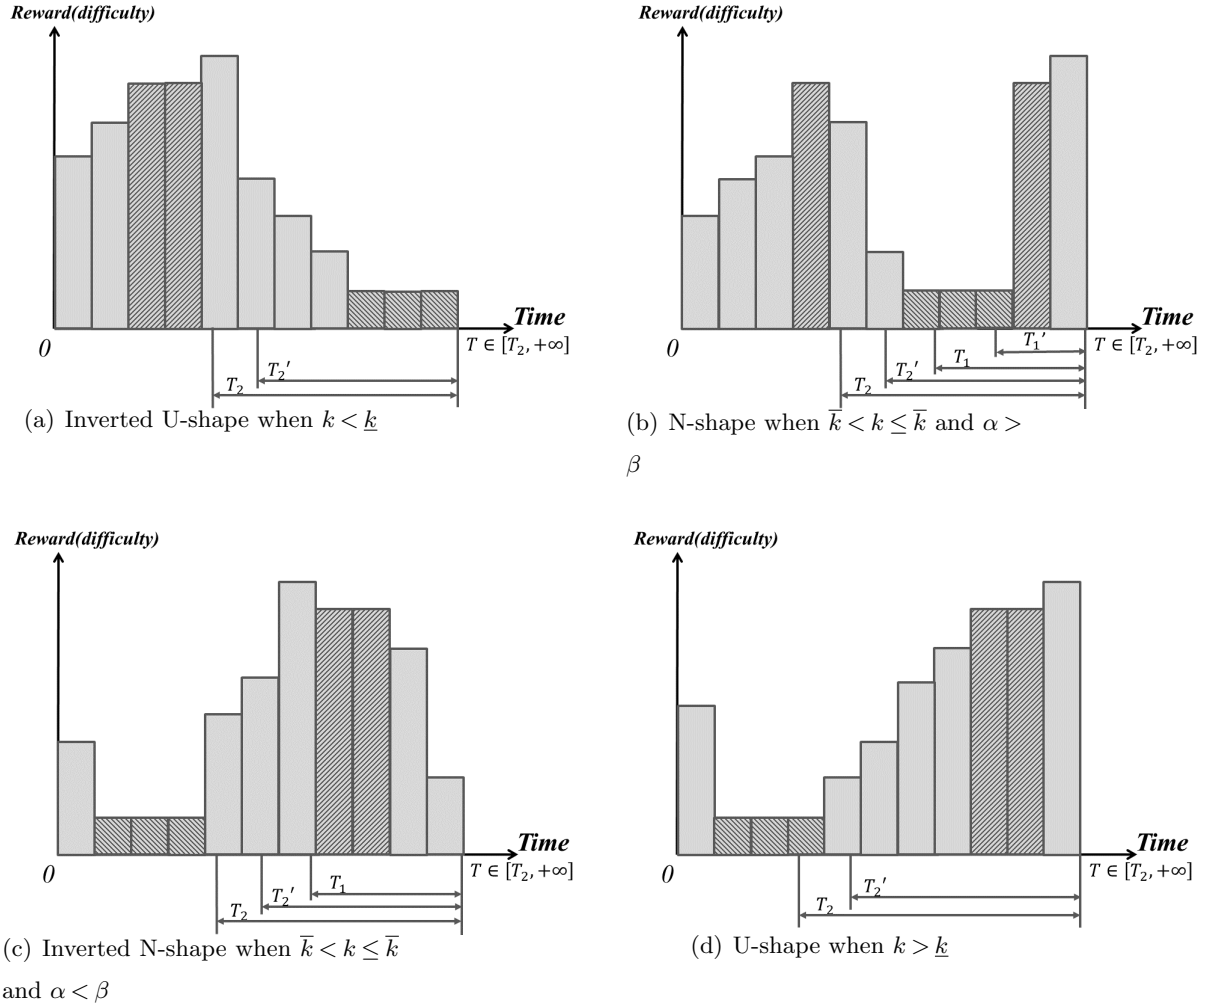 Reward(difficulty)
Time
0
T ∈ [T₂, +∞]
T₂'
T₂
(a) Inverted U-shape when k < k̲
Reward(difficulty)
Time
0
T₁'
T ∈ [T₂, +∞]
T₁
T₂'
T₂
(b) N-shape when k̅ < k ≤ k̅ and α >
β
Reward(difficulty)
Time
0
T ∈ [T₂, +∞]
T₁
T₂'
T₂
(c) Inverted N-shape when k̅ < k ≤ k̅
and α < β
Reward(difficulty)
Time
0
T ∈ [T₂, +∞]
T₂'
T₂
(d) U-shape when k > k̲